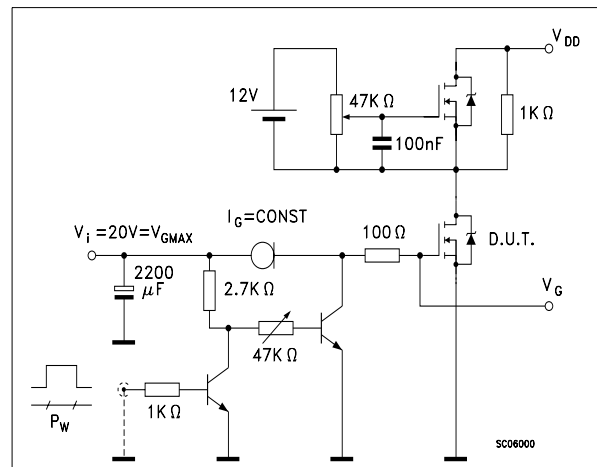 V_DD
12V
47K Ω
1K Ω
100nF
I_G=CONST
V_i =20V=V_GMAX
100 Ω
D.U.T.
2200
μF
2.7K Ω
V_G
47K Ω
1K Ω
P_W
SC06000